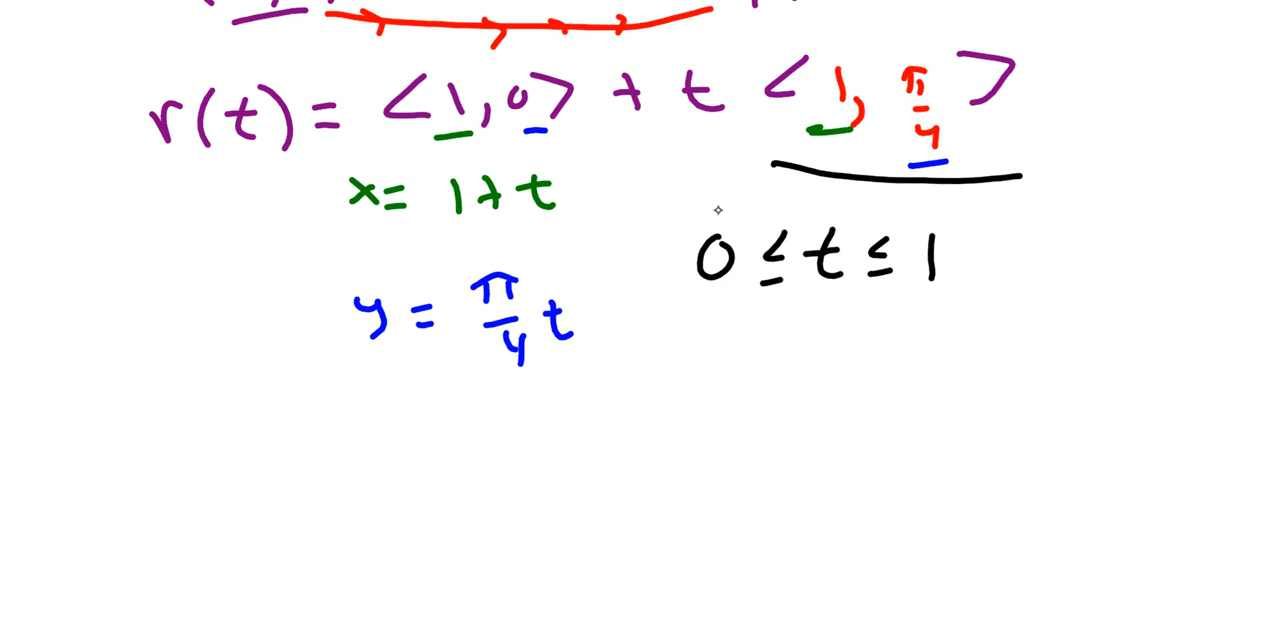 r(t) = <1, 0> + t <1, π/4>
x = 1 + t
0 ≤ t ≤ 1
y = π/4 t